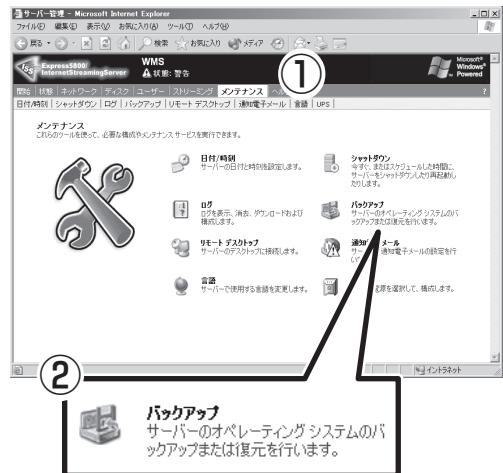 サーバー管理 - Microsoft Internet Explorer
ファイル(F) 編集(E) 表示(V) お気に入り(A) ツール(T) ヘルプ(H)
戻る 検索 お気に入り メディア
Express5800/
InternetStreamingServer
WMS
状態: 警告
Microsoft®
Windows®
Powered
開始 状態 ネットワーク ディスク ユーザー ストリーミング メンテナンス
日付/時刻 シャットダウン ログ バックアップ リモート デスクトップ 通知電子メール 言語 UPS
①
メンテナンス
これらのツールを使って、必要な構成やメンテナンス サービスを実行できます。
日付/時刻
サーバーの日付と時刻を設定します。
シャットダウン
今すぐ、またはスケジュールした時間に、
サーバーをシャットダウンしたり再起動し
たりします。
ログ
ログを表示、消去、ダウンロードおよび
構成します。
バックアップ
サーバーのオペレーティング システムのバ
ックアップまたは復元を行います。
リモート デスクトップ
サーバーのデスクトップに接続します。
メール
通知電子メールの設定を行
言語
サーバーで使用する言語を変更します。
を選択して、構成します。
イントラネット
②
バックアップ
サーバーのオペレーティング システムのバ
ックアップまたは復元を行います。